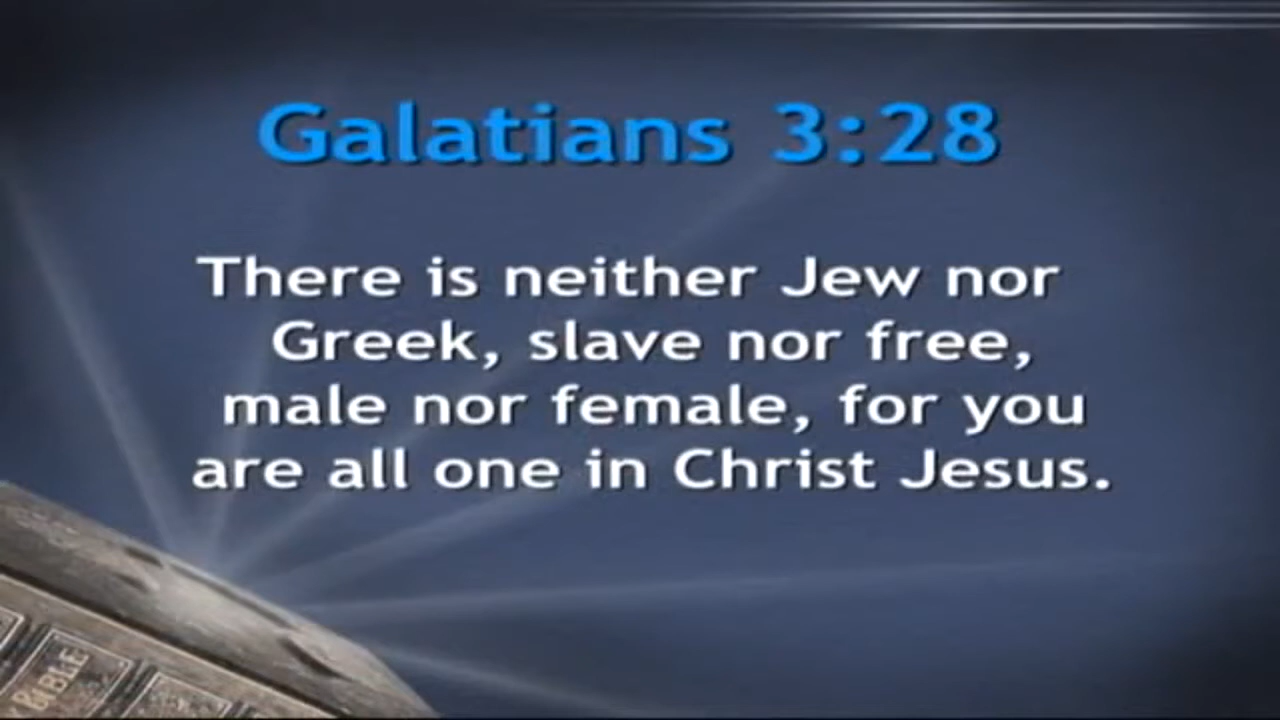 Galatians 3:28
There is neither Jew nor
Greek, slave nor free,
male nor female, for you
are all one in Christ Jesus.
BIBLE